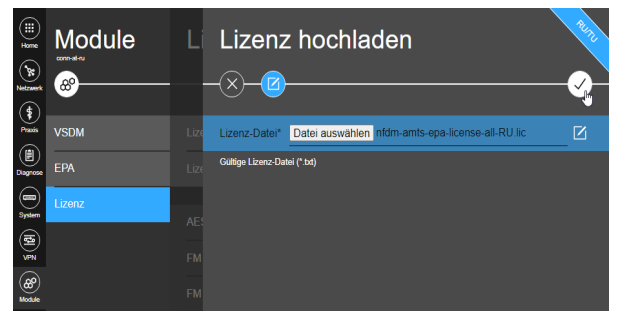 Home
Netzwerk
Praxis
Diagnose
System
VPN
Module
Module
conn-at-ru
VSDM
EPA
Lizenz
Li
Lize
Lize
AES
FM
FM
Lizenz hochladen
RU/TU
Lizenz-Datei* Datei auswählen nfdm-amts-epa-license-all-RU.lic
Gültige Lizenz-Datei (*.txt)